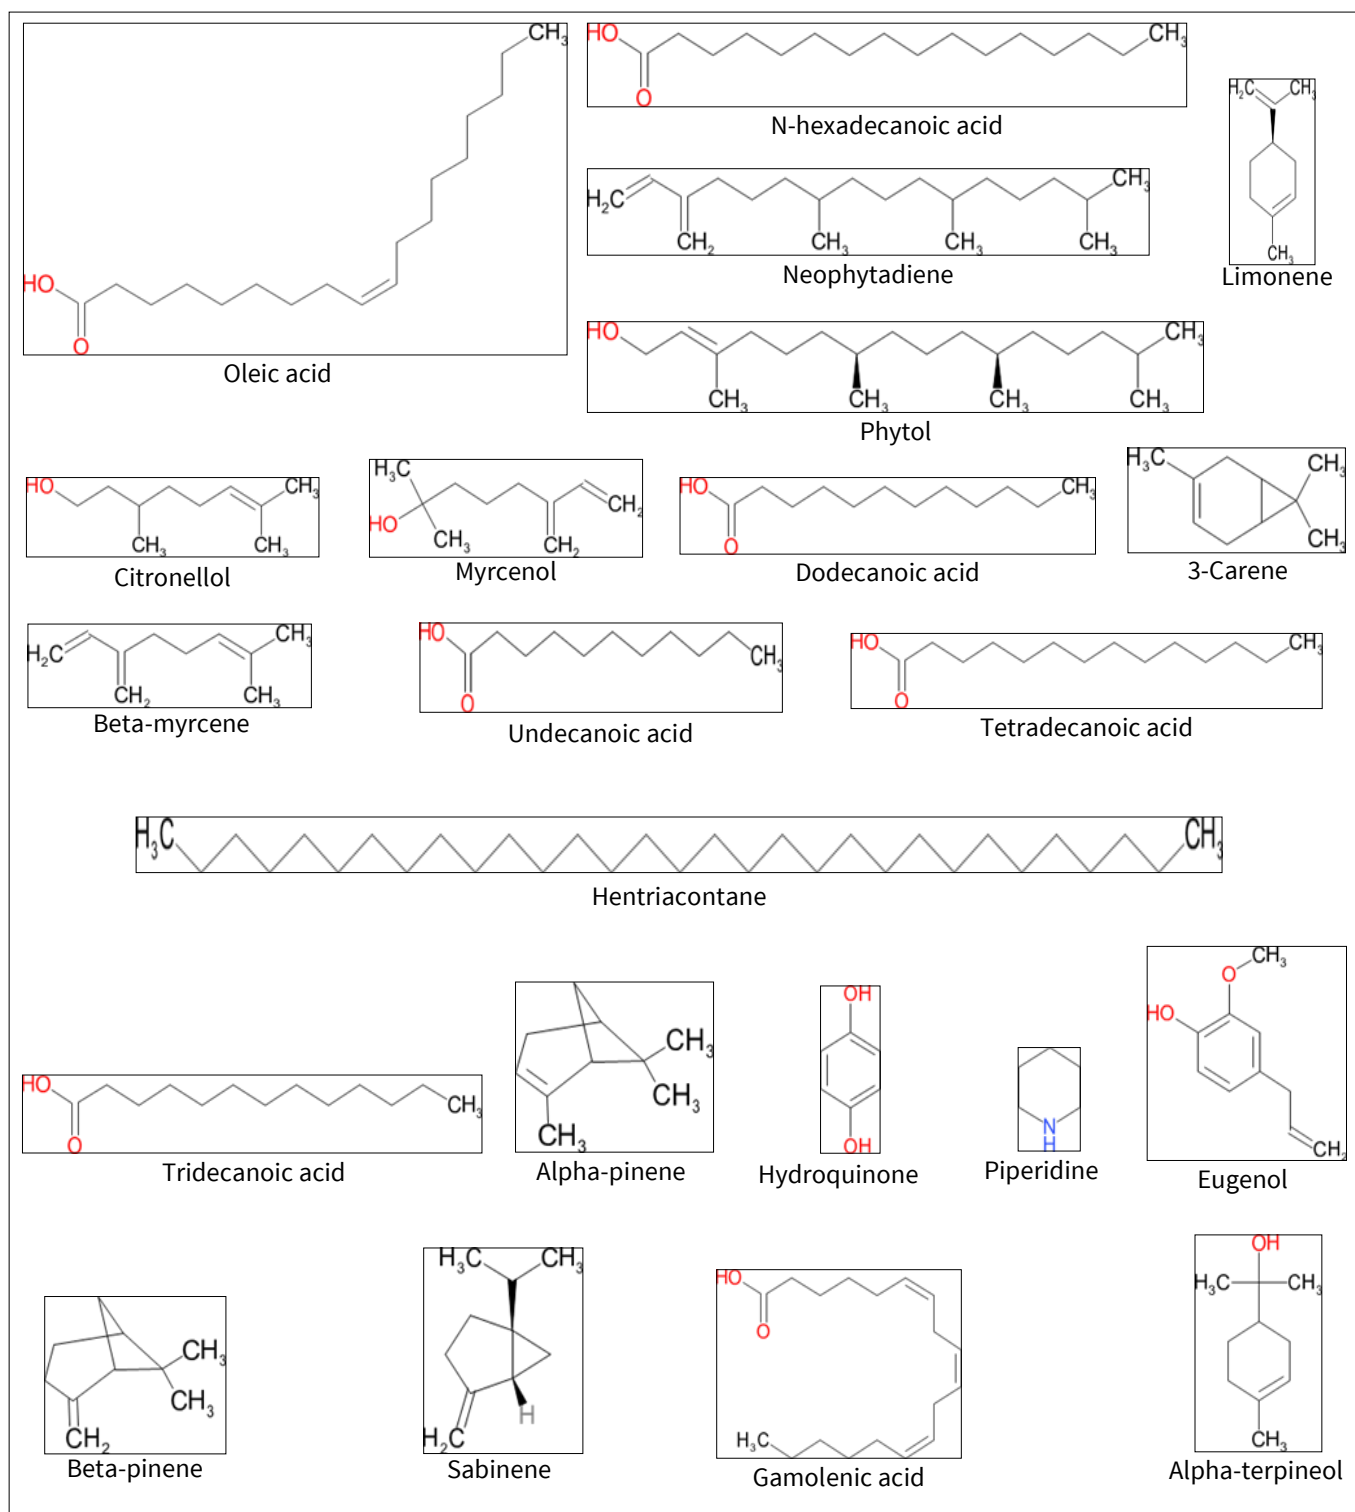 CH3
HO
O
Oleic acid
HO
CH3
O
N-hexadecanoic acid
H2C
CH3
CH3
Limonene
H2C
CH3
CH2
CH3
CH3
CH3
Neophytadiene
HO
CH3
CH3
CH3
CH3
CH3
Phytol
HO
CH3
CH3
CH3
Citronellol
H3C
HO
CH2
CH3
CH2
Myrcenol
HO
CH3
O
Dodecanoic acid
H3C
CH3
CH3
3-Carene
H2C
CH3
CH2
CH3
Beta-myrcene
HO
CH3
O
Undecanoic acid
HO
CH3
O
Tetradecanoic acid
H3C
CH3
Hentriacontane
HO
CH3
O
Tridecanoic acid
CH3
CH3
CH3
Alpha-pinene
OH
OH
Hydroquinone
N
H
Piperidine
CH3
O
HO
CH2
Eugenol
CH3
CH3
CH2
Beta-pinene
H3C
CH3
H
H2C
Sabinene
HO
O
H3C
Gamolenic acid
OH
H3C
CH3
CH3
Alpha-terpineol